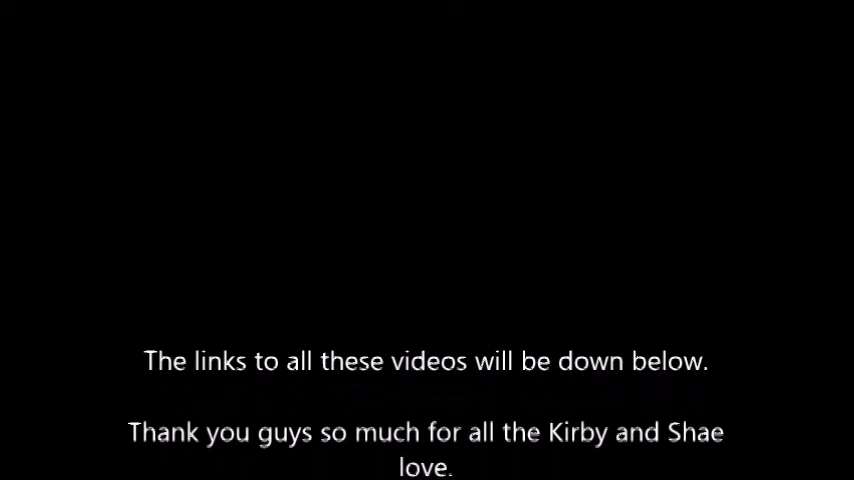 The links to all these videos will be down below.
Thank you guys so much for all the Kirby and Shae
love.